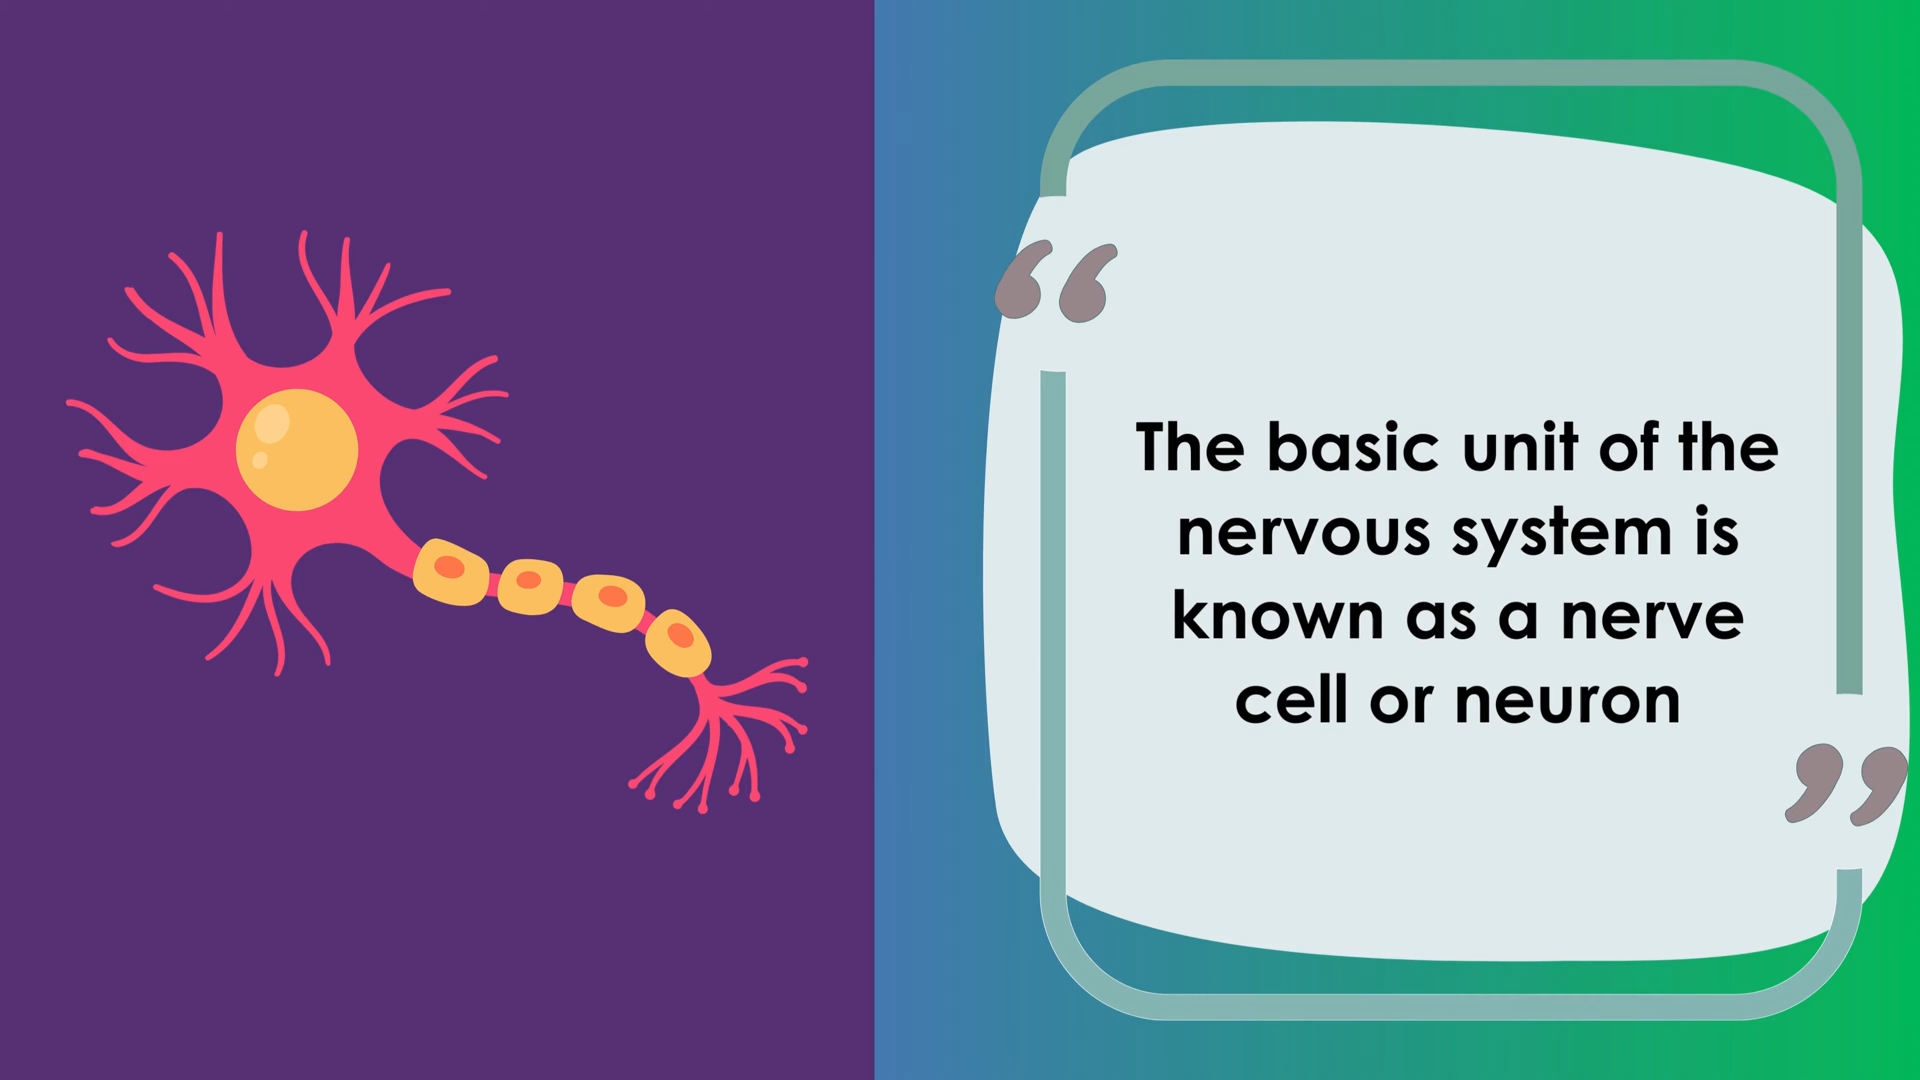 “
The basic unit of the
nervous system is
known as a nerve
cell or neuron
”